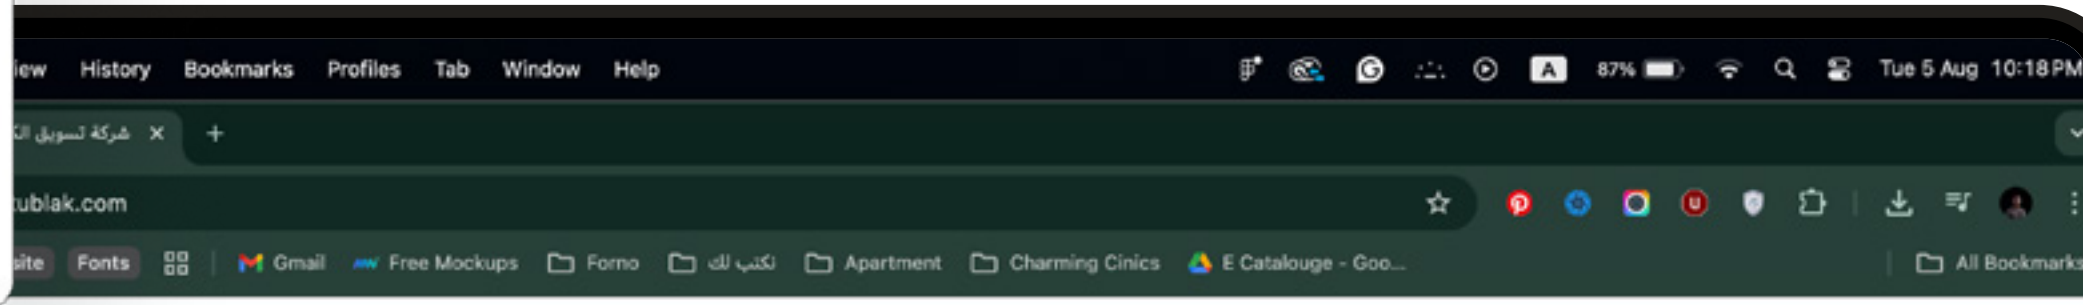 iew History Bookmarks Profiles Tab Window Help 87% Tue 5 Aug 10:18 PM
شركة تسويق الك
tublak.com
site Fonts Gmail Free Mockups Forno نكتب لك Apartment Charming Cinics E Catalouge - Goo... All Bookmarks